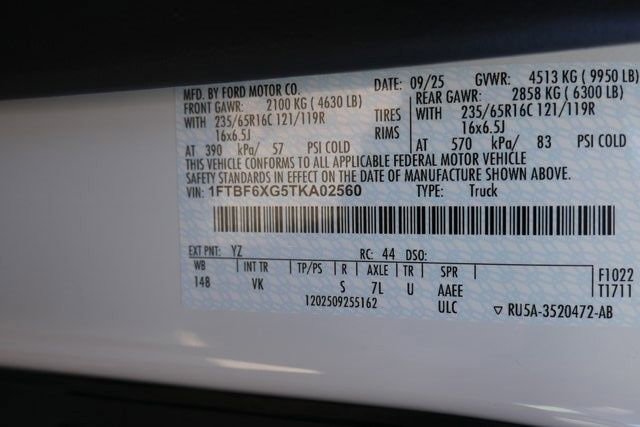 MFD. BY FORD MOTOR CO. DATE: 09/25 GVWR: 4513 KG (9950 LB)
FRONT GAWR: 2100 KG (4630 LB) REAR GAWR: 2858 KG (6300 LB)
WITH 235/65R16C 121/119R TIRES WITH 235/65R16C 121/119R
16x6.5J RIMS 16x6.5J
AT 390 kPa/ 57 PSI COLD AT 570 kPa/ 83 PSI COLD
THIS VEHICLE CONFORMS TO ALL APPLICABLE FEDERAL MOTOR VEHICLE
SAFETY STANDARDS IN EFFECT ON THE DATE OF MANUFACTURE SHOWN ABOVE.
VIN: 1FTBF6XG5TKA02560 TYPE: Truck
EXT PNT: YZ RC: 44 DSO:
WB INT TR TP/PS R AXLE TR SPR F1022
148 VK S 7L U AAEE T1711
1202509255162 ULC ▽ RU5A-3520472-AB